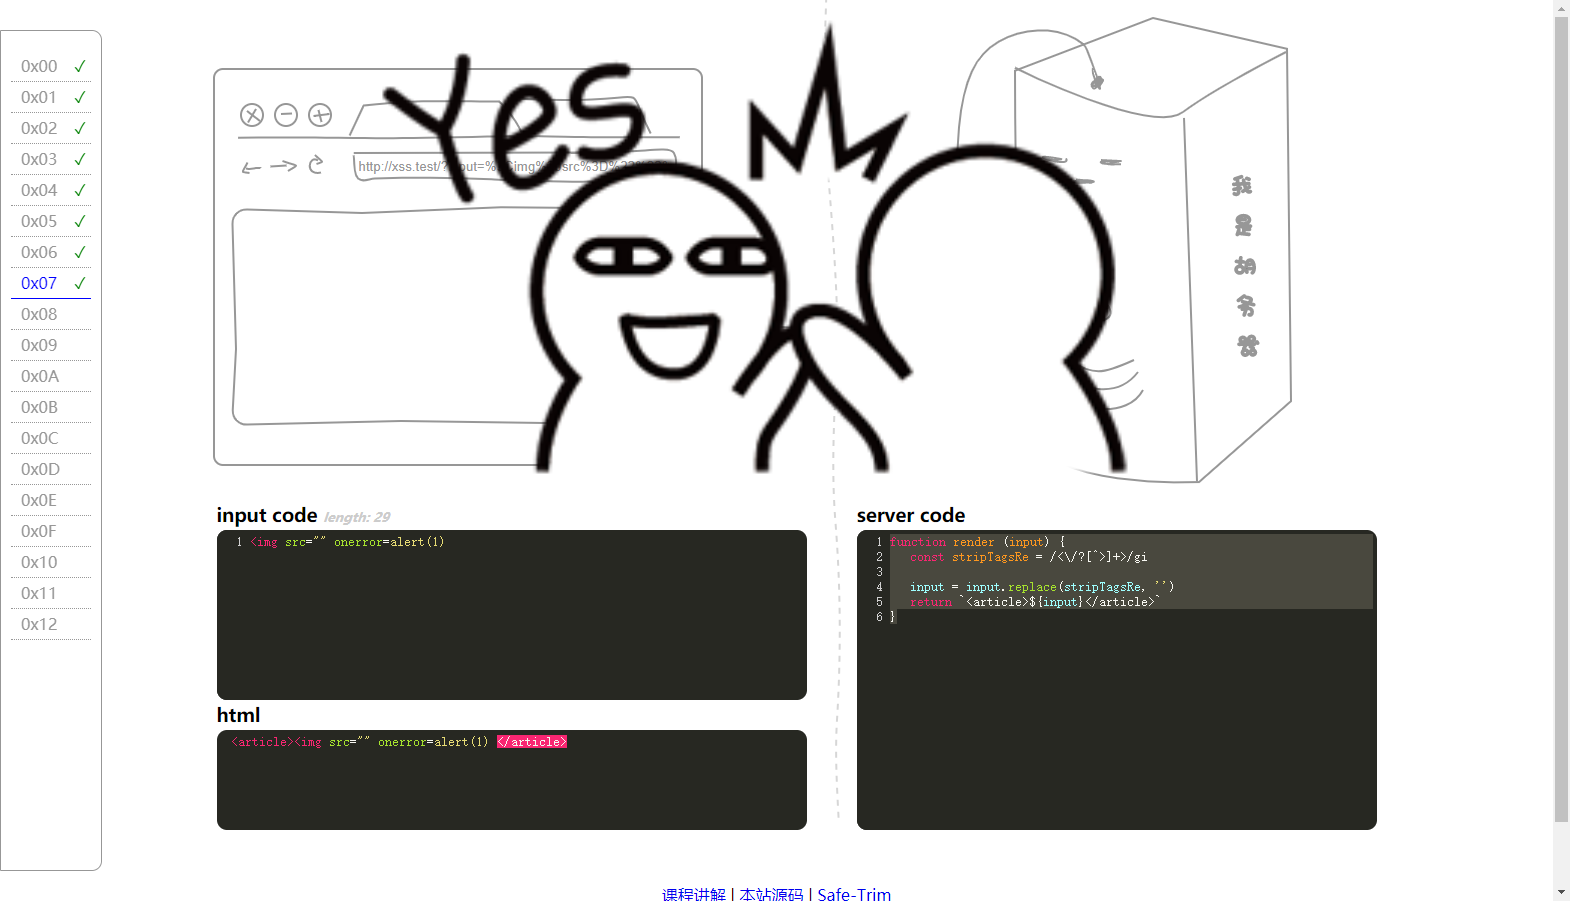 0x00 ✓
0x01 ✓
0x02 ✓
0x03 ✓
0x04 ✓
0x05 ✓
0x06 ✓
0x07 ✓
0x08
0x09
0x0A
0x0B
0x0C
0x0D
0x0E
0x0F
0x10
0x11
0x12
Yes
我
是
胡
务
器
input code length: 29
1 <img src="" onerror=alert(1)
html
<article><img src="" onerror=alert(1) </article>
server code
1 function render (input) {
2 const stripTagsRe = /<\/?[^>]+>/gi
3
4 input = input.replace(stripTagsRe, '')
5 return `<article>${input}</article>`
6 }
课程讲解 | 本站源码 | Safe-Trim